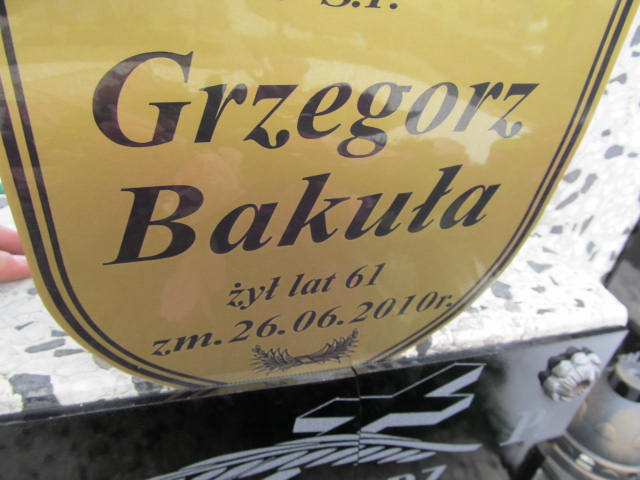 Ś.P.
Grzegorz
Bakuła
żył lat 61
zm. 26.06.2010r.